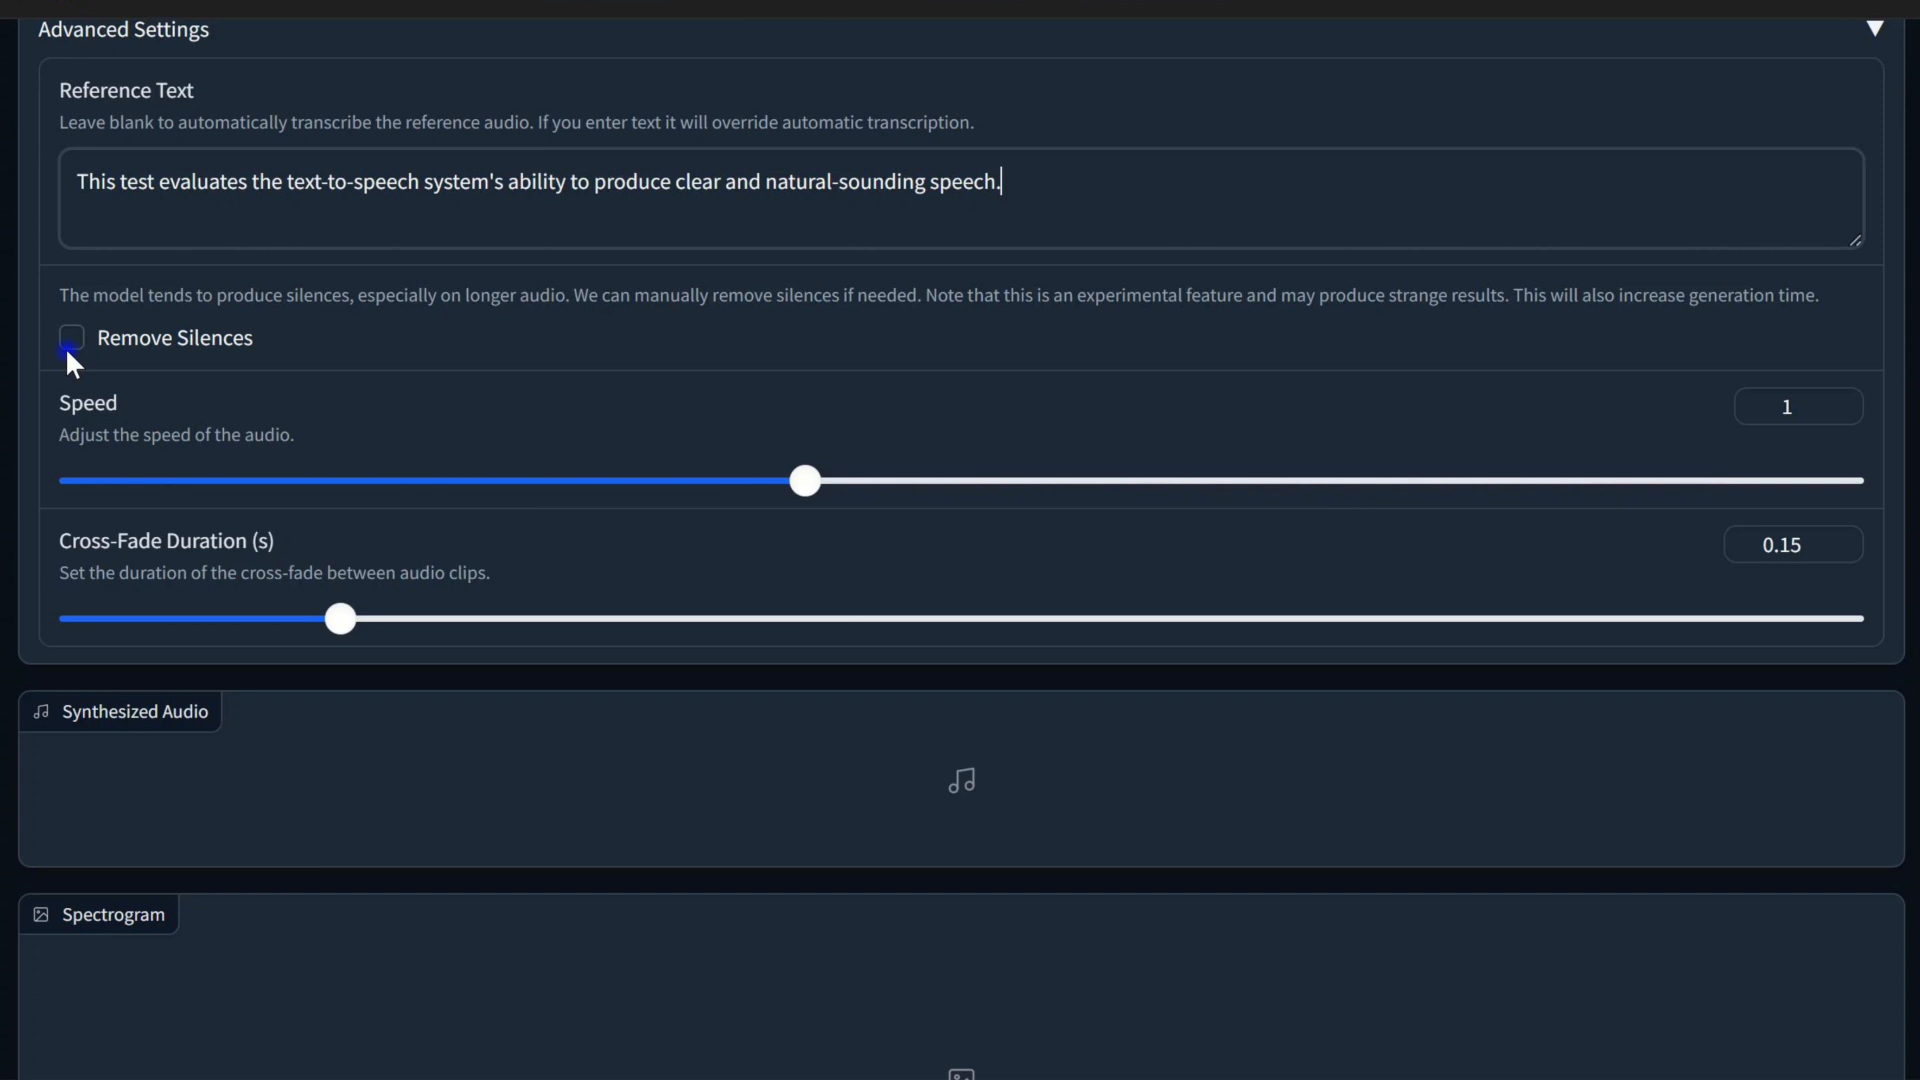 Advanced Settings
▼
Reference Text
Leave blank to automatically transcribe the reference audio. If you enter text it will override automatic transcription.
This test evaluates the text-to-speech system's ability to produce clear and natural-sounding speech.
The model tends to produce silences, especially on longer audio. We can manually remove silences if needed. Note that this is an experimental feature and may produce strange results. This will also increase generation time.
Remove Silences
Speed
1
Adjust the speed of the audio.
Cross-Fade Duration (s)
0.15
Set the duration of the cross-fade between audio clips.
Synthesized Audio
Spectrogram